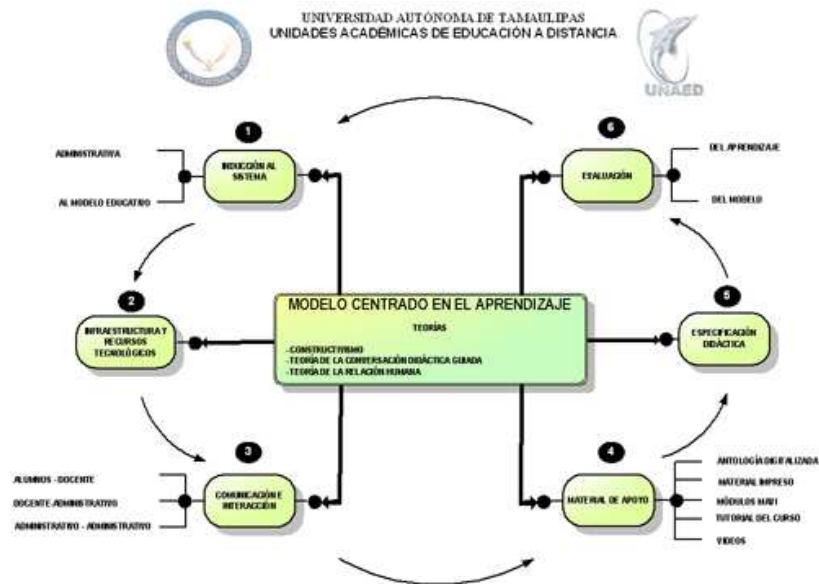 UNIVERSIDAD AUTÓNOMA DE TAMAULIPAS
UNIDADES ACADÉMICAS DE EDUCACIÓN A DISTANCIA
UNAED
1
INDUCCIÓN AL
SISTEMA
ADMINISTRATIVA
AL MODELO EDUCATIVO
6
EVALUACIÓN
DEL APRENDIZAJE
DEL MODELO
2
INFRAESTRUCTURA Y
RECURSOS
TECNOLÓGICOS
MODELO CENTRADO EN EL APRENDIZAJE
TEORÍAS
-CONSTRUCTIVISMO
-TEORÍA DE LA CONVERSACIÓN DIDÁCTICA GUIADA
-TEORÍA DE LA RELACIÓN HUMANA
5
ESPECIFICACIÓN
DIDÁCTICA
3
COMUNICACIÓN E
INTERACCIÓN
ALUMNOS - DOCENTE
DOCENTE-ADMINISTRATIVO
ADMINISTRATIVO - ADMINISTRATIVO
4
MATERIAL DE APOYO
ANTOLOGÍA DIGITALIZADA
MATERIAL IMPRESO
MÓDULOS
TUTORIAL DEL CURSO
VIDEOS